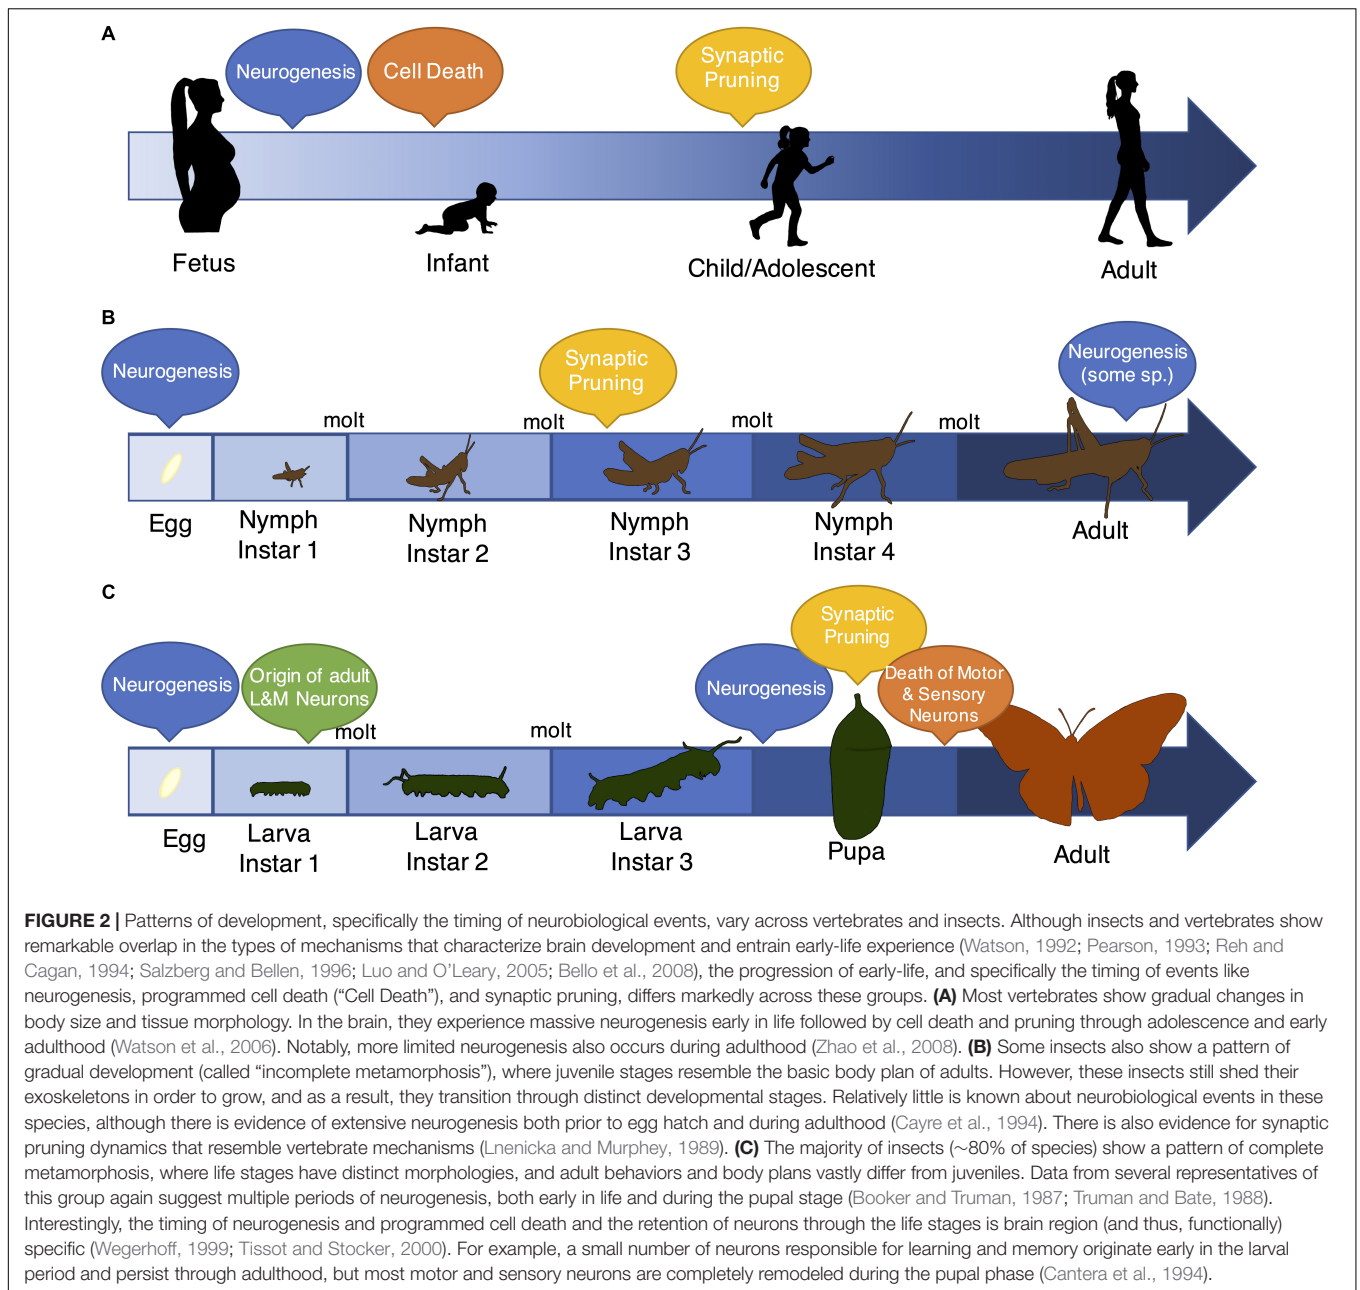 A
Neurogenesis
Cell Death
Synaptic
Pruning
Fetus
Infant
Child/Adolescent
Adult
B
Neurogenesis
Synaptic
Pruning
Neurogenesis
(some sp.)
molt
molt
molt
molt
Egg
Nymph
Instar 1
Nymph
Instar 2
Nymph
Instar 3
Nymph
Instar 4
Adult
C
Neurogenesis
Origin of adult
L&M Neurons
Neurogenesis
Synaptic
Pruning
Death of Motor
& Sensory
Neurons
molt
molt
Egg
Larva
Instar 1
Larva
Instar 2
Larva
Instar 3
Pupa
Adult
FIGURE 2 | Patterns of development, specifically the timing of neurobiological events, vary across vertebrates and insects. Although insects and vertebrates show
remarkable overlap in the types of mechanisms that characterize brain development and entrain early-life experience (Watson, 1992; Pearson, 1993; Reh and
Cagan, 1994; Salzberg and Bellen, 1996; Luo and O’Leary, 2005; Bello et al., 2008), the progression of early-life, and specifically the timing of events like
neurogenesis, programmed cell death (“Cell Death”), and synaptic pruning, differs markedly across these groups. (A) Most vertebrates show gradual changes in
body size and tissue morphology. In the brain, they experience massive neurogenesis early in life followed by cell death and pruning through adolescence and early
adulthood (Watson et al., 2006). Notably, more limited neurogenesis also occurs during adulthood (Zhao et al., 2008). (B) Some insects also show a pattern of
gradual development (called “incomplete metamorphosis”), where juvenile stages resemble the basic body plan of adults. However, these insects still shed their
exoskeletons in order to grow, and as a result, they transition through distinct developmental stages. Relatively little is known about neurobiological events in these
species, although there is evidence of extensive neurogenesis both prior to egg hatch and during adulthood (Cayre et al., 1994). There is also evidence for synaptic
pruning dynamics that resemble vertebrate mechanisms (Lnenicka and Murphey, 1989). (C) The majority of insects (∼80% of species) show a pattern of complete
metamorphosis, where life stages have distinct morphologies, and adult behaviors and body plans vastly differ from juveniles. Data from several representatives of
this group again suggest multiple periods of neurogenesis, both early in life and during the pupal stage (Booker and Truman, 1987; Truman and Bate, 1988).
Interestingly, the timing of neurogenesis and programmed cell death and the retention of neurons through the life stages is brain region (and thus, functionally)
specific (Wegerhoff, 1999; Tissot and Stocker, 2000). For example, a small number of neurons responsible for learning and memory originate early in the larval
period and persist through adulthood, but most motor and sensory neurons are completely remodeled during the pupal phase (Cantera et al., 1994).